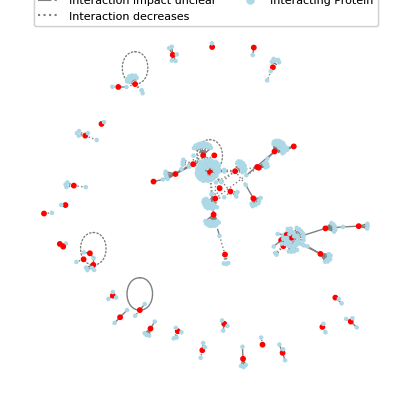 Interaction impact unclear
Interacting Protein
Interaction decreases